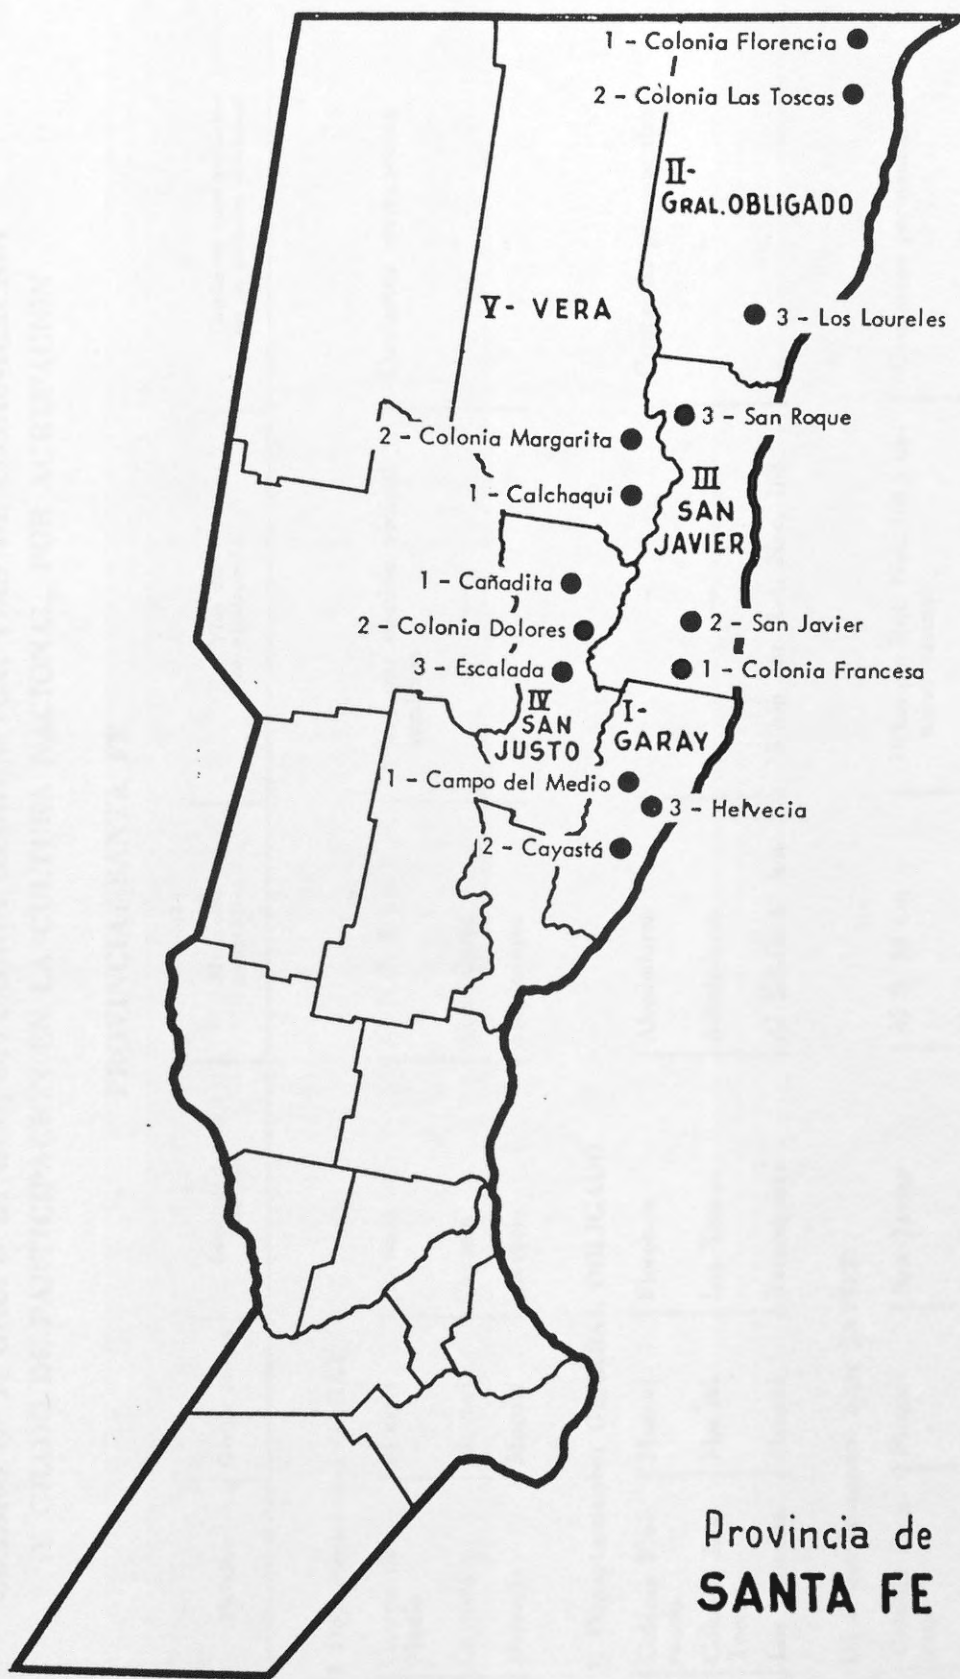 1 - Colonia Florencia
2 - Colonia Las Toscas
II-
GRAL. OBLIGADO
V- VERA
3 - Los Laureles
3 - San Roque
2 - Colonia Margarita
III
SAN
JAVIER
1 - Calchaqui
1 - Cañadita
2 - Colonia Dolores
2 - San Javier
3 - Escalada
1 - Colonia Francesa
IV
SAN
JUSTO
I-
GARAY
1 - Campo del Medio
3 - Helvecia
2 - Cayastá
Provincia de
SANTA FE